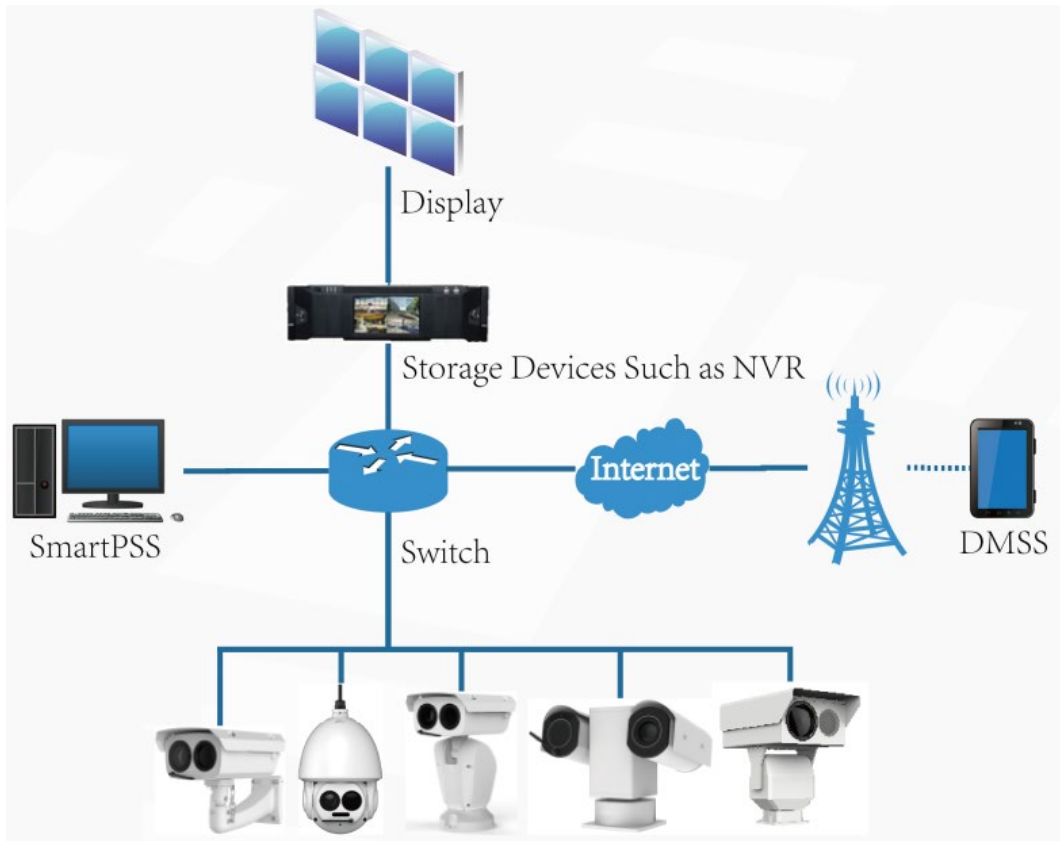 Display
Storage Devices Such as NVR
Internet
SmartPSS
Switch
DMSS